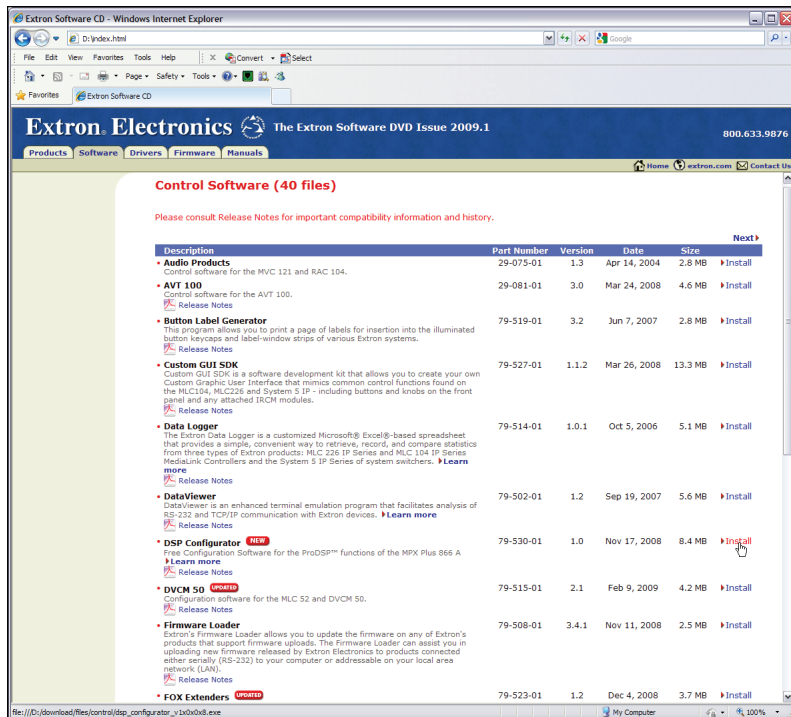 Extron Software CD - Windows Internet Explorer
D:\index.html
Google
File Edit View Favorites Tools Help X Convert Select
Page Safety Tools
Favorites Extron Software CD
Extron Electronics The Extron Software DVD Issue 2009.1
800.633.9876
Products Software Drivers Firmware Manuals
Home extron.com Contact Us
Control Software (40 files)
Please consult Release Notes for important compatibility information and history.
Next
Description Part Number Version Date Size
Audio Products 29-075-01 1.3 Apr 14, 2004 2.8 MB Install
Control software for the MVC 121 and RAC 104.
AVT 100 29-081-01 3.0 Mar 24, 2008 4.6 MB Install
Control software for the AVT 100.
Release Notes
Button Label Generator 79-519-01 3.2 Jun 7, 2007 2.8 MB Install
This program allows you to print a page of labels for insertion into the illuminated
button keycaps and label-window strips of various Extron systems.
Release Notes
Custom GUI SDK 79-527-01 1.1.2 Mar 26, 2008 13.3 MB Install
Custom GUI SDK is a software development kit that allows you to create your own
Custom Graphic User Interface that mimics common control functions found on
the MLC104, MLC226 and System 5 IP - including buttons and knobs on the front
panel and any attached IRCM modules.
Release Notes
Data Logger 79-514-01 1.0.1 Oct 5, 2006 5.1 MB Install
The Extron Data Logger is a customized Microsoft® Excel®-based spreadsheet
that provides a simple, convenient way to retrieve, record, and compare statistics
from three types of Extron products: MLC 226 IP Series and MLC 104 IP Series
MediaLink Controllers and the System 5 IP Series of system switchers. Learn
more
Release Notes
DataViewer 79-502-01 1.2 Sep 19, 2007 5.6 MB Install
DataViewer is an enhanced terminal emulation program that facilitates analysis of
RS-232 and TCP/IP communication with Extron devices. Learn more
Release Notes
DSP Configurator NEW 79-530-01 1.0 Nov 17, 2008 8.4 MB Install
Free Configuration Software for the ProDSP™ functions of the MPX Plus 866 A
Learn more
Release Notes
DVCM 50 UPDATED 79-515-01 2.1 Feb 9, 2009 4.2 MB Install
Configuration software for the MLC 52 and DVCM 50.
Release Notes
Firmware Loader 79-508-01 3.4.1 Nov 11, 2008 2.5 MB Install
Extron's Firmware Loader allows you to update the firmware on any of Extron's
products that support firmware uploads. The Firmware Loader can assist you in
uploading new firmware released by Extron Electronics to products connected
either serially (RS-232) to your computer or addressable on your local area
network (LAN).
Release Notes
FOX Extenders UPDATED 79-523-01 1.2 Dec 4, 2008 3.7 MB Install
file:///D:/download/files/control/dsp_configurator_v1x0x0x8.exe My Computer 100%